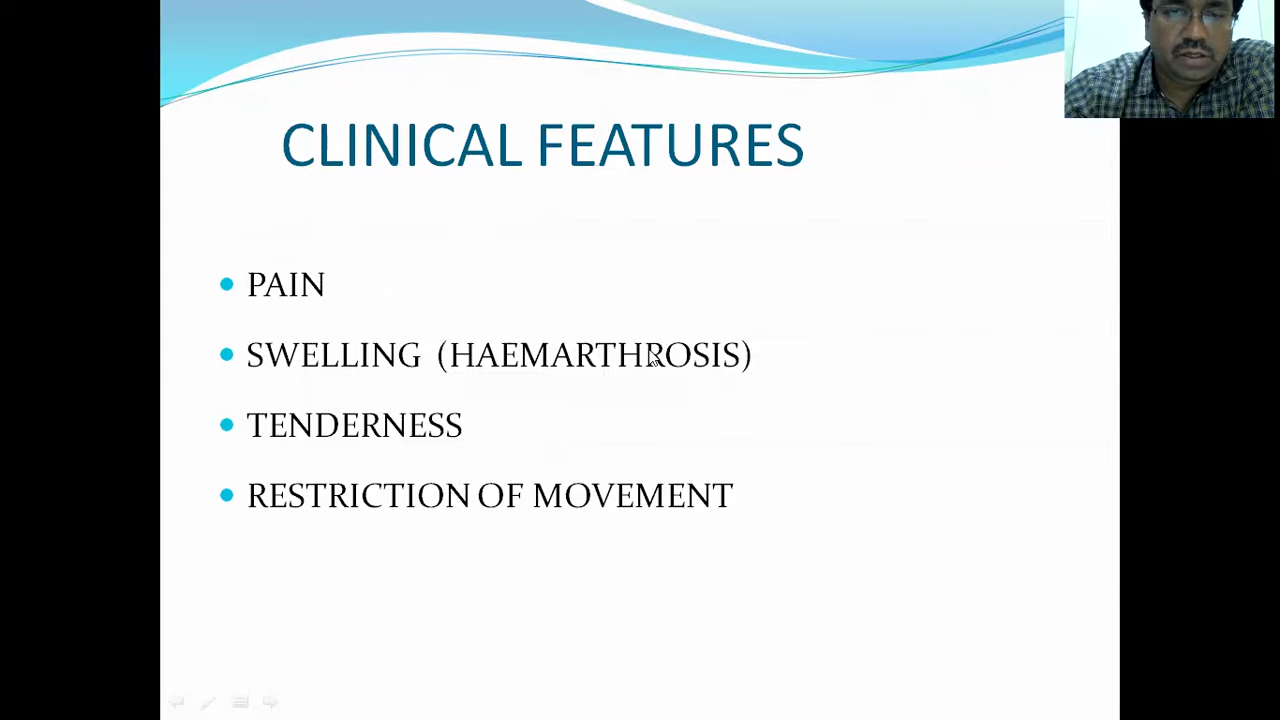 CLINICAL FEATURES
PAIN
SWELLING (HAEMARTHROSIS)
TENDERNESS
RESTRICTION OF MOVEMENT